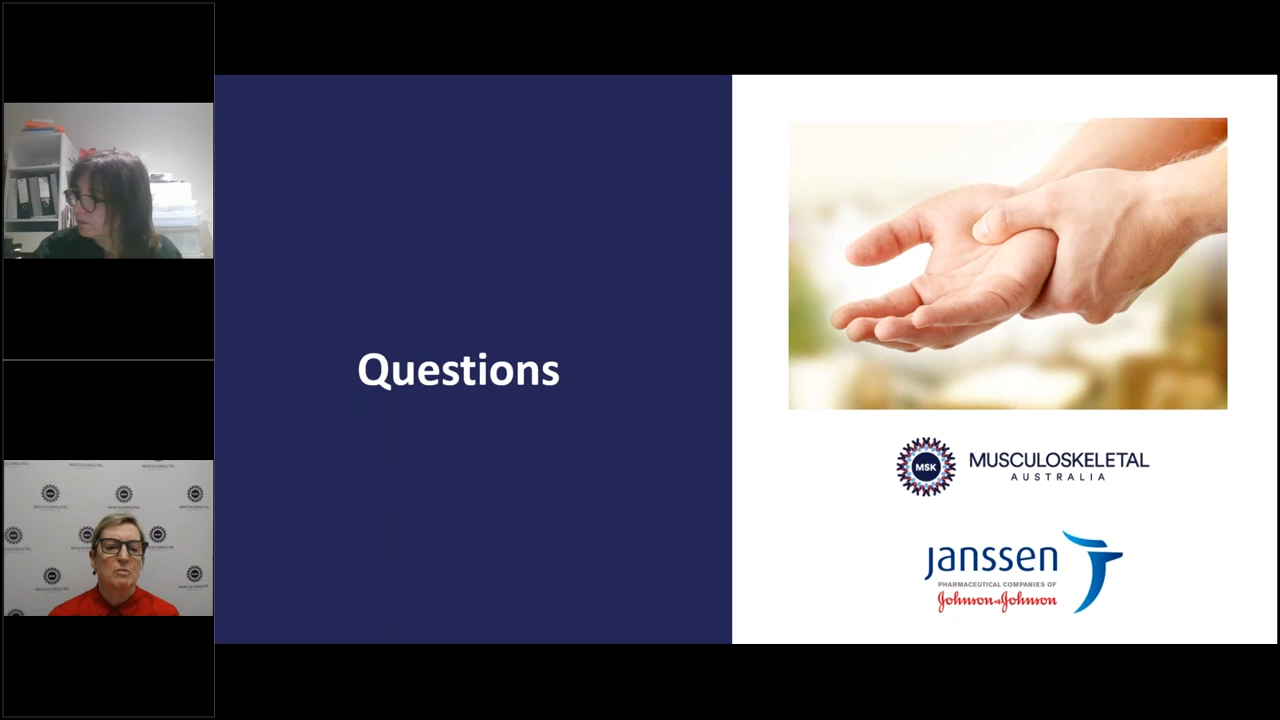 Questions
MSK
MUSCULOSKELETAL
AUSTRALIA
janssen
PHARMACEUTICAL COMPANIES OF
Johnson & Johnson